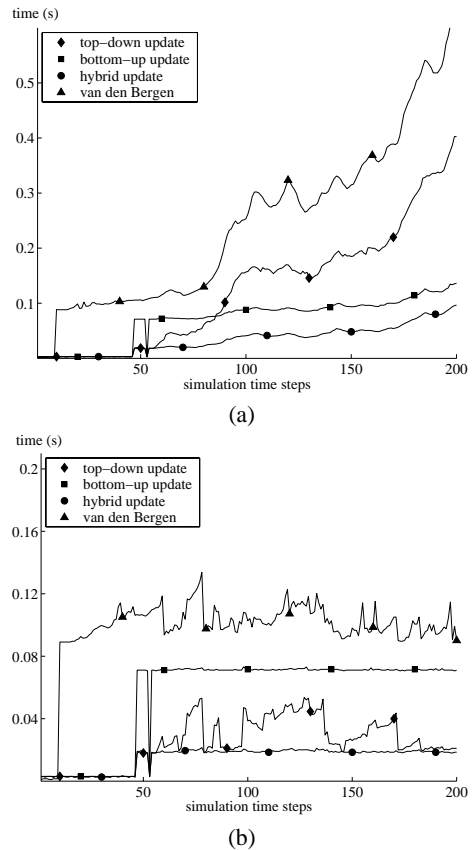 time (s)
top−down update
bottom−up update
hybrid update
van den Bergen
0.5
0.4
0.3
0.2
0.1
50
100
150
200
simulation time steps
(a)
time (s)
0.2
top−down update
bottom−up update
hybrid update
van den Bergen
0.16
0.12
0.08
0.04
50
100
150
200
simulation time steps
(b)